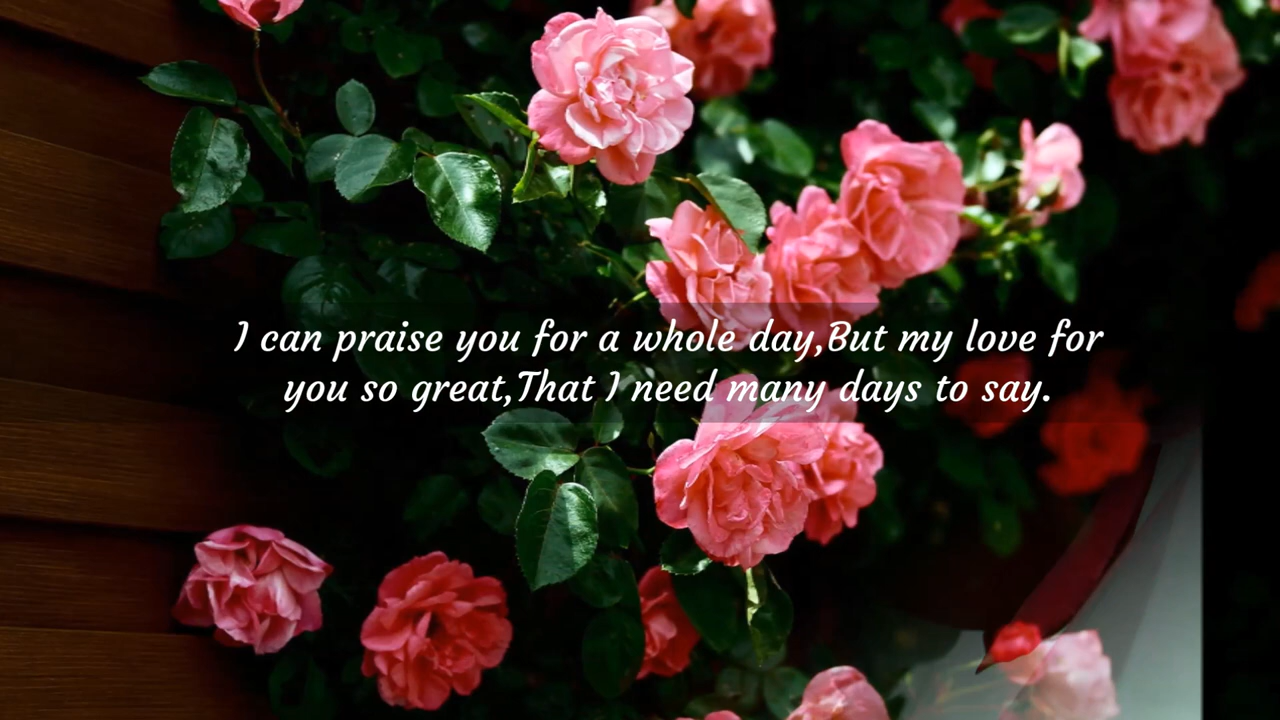 I can praise you for a whole day,But my love for
you so great,That I need many days to say.